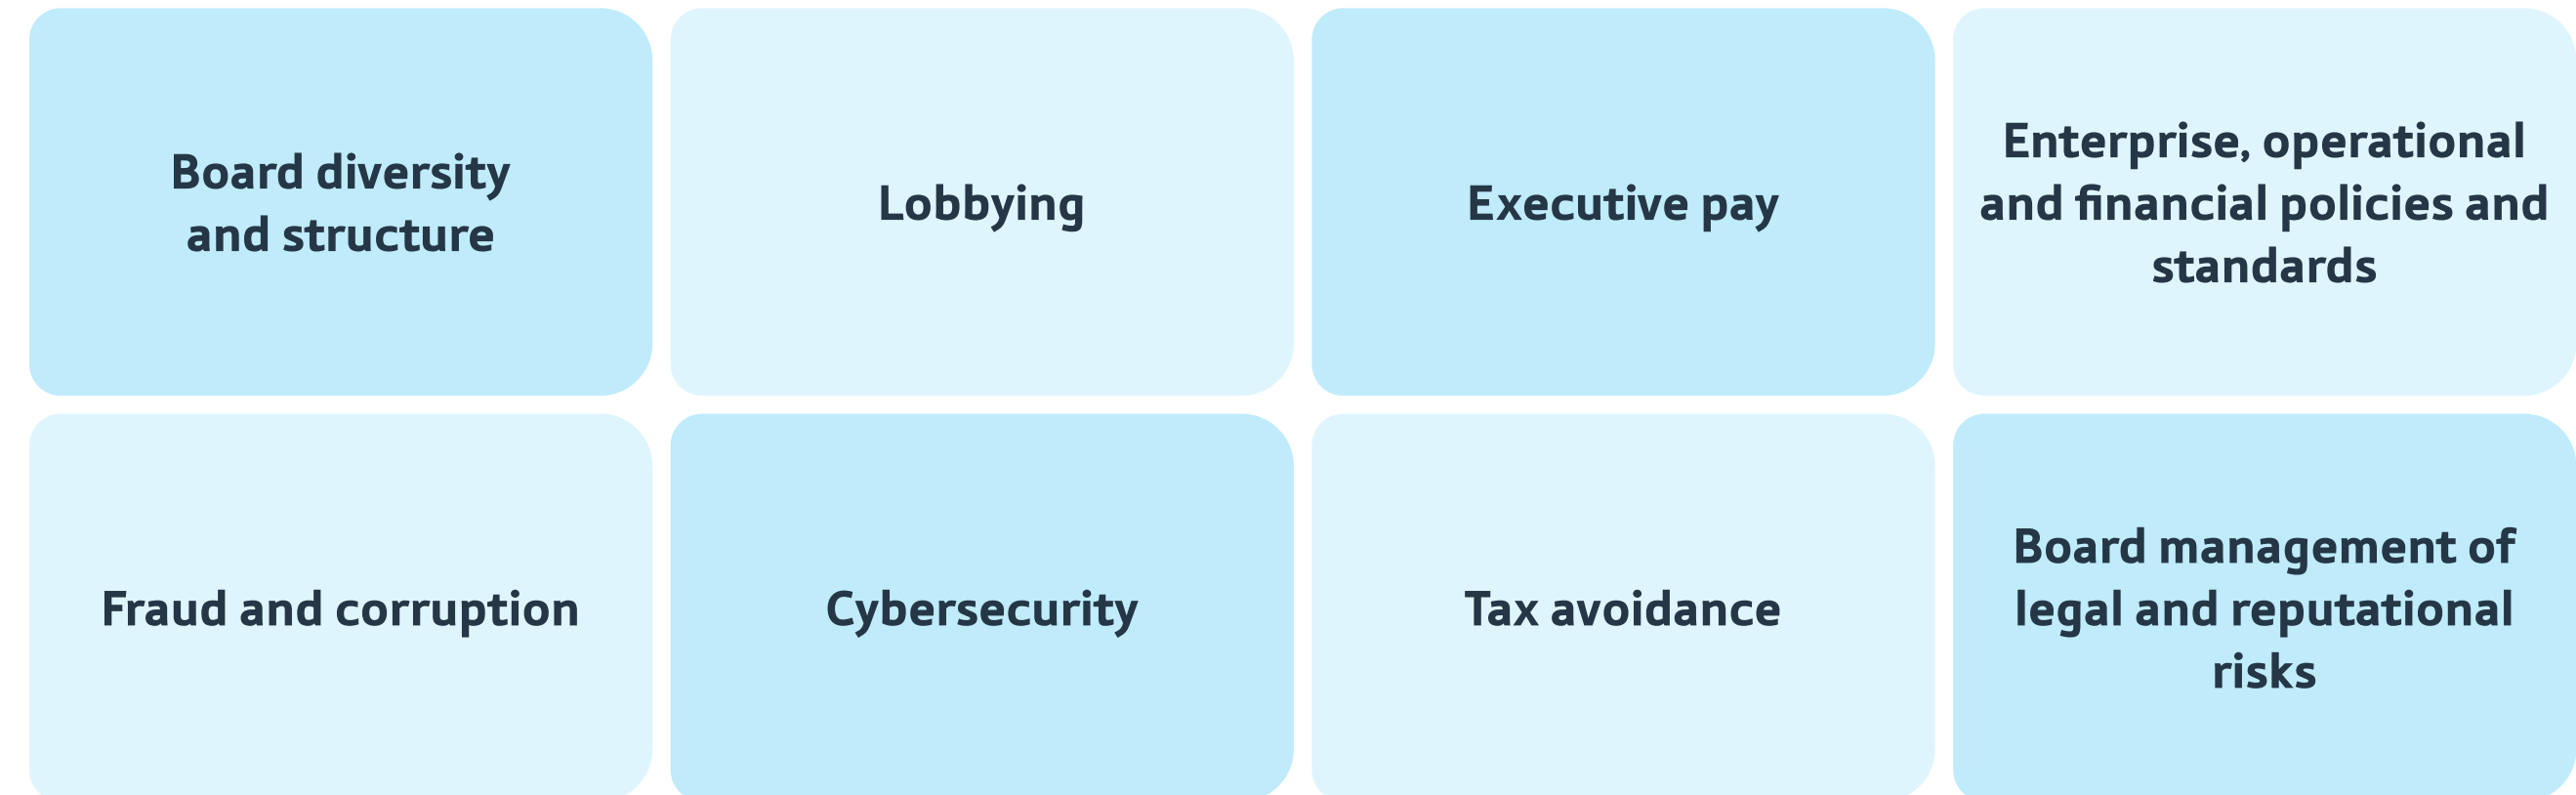 Board diversity
and structure
Lobbying
Executive pay
Enterprise, operational
and financial policies and
standards
Fraud and corruption
Cybersecurity
Tax avoidance
Board management of
legal and reputational
risks